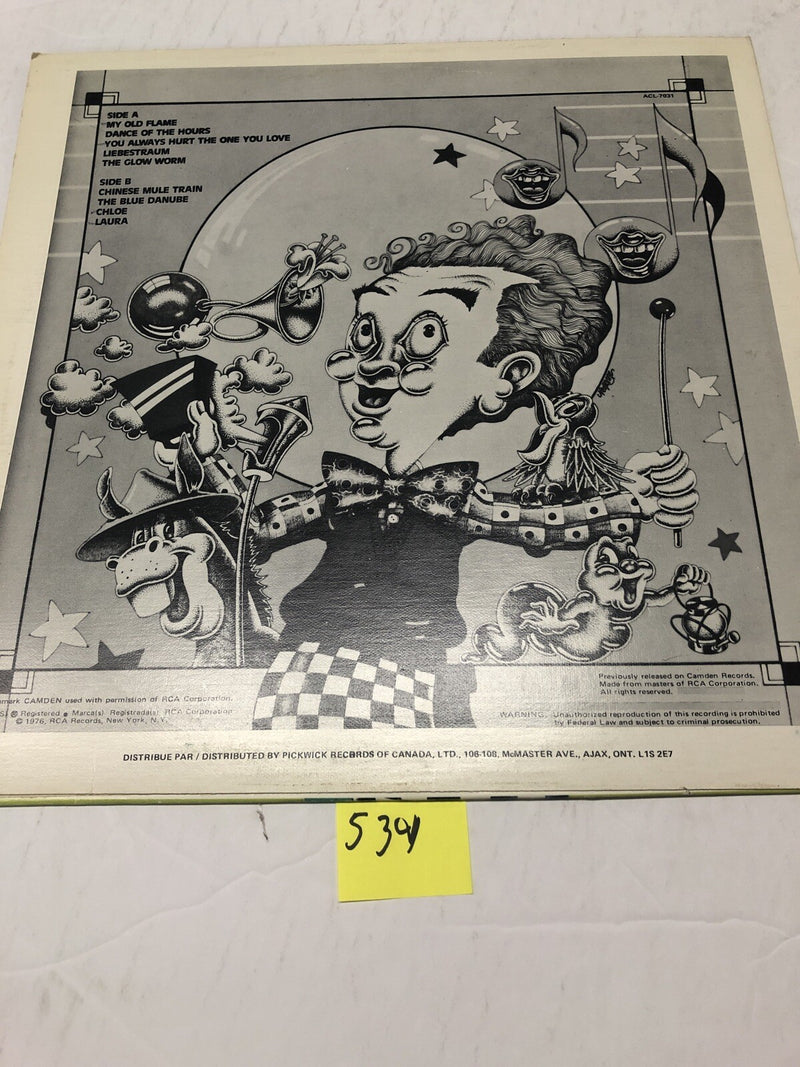 ACL-7031
SIDE A
MY OLD FLAME
DANCE OF THE HOURS
YOU ALWAYS HURT THE ONE YOU LOVE
LIEBESTRAUM
THE GLOW WORM
SIDE B
CHINESE MULE TRAIN
THE BLUE DANUBE
CHLOE
LAURA
Previously released on Camden Records.
Made from masters of RCA Corporation.
All rights reserved.
CAMDEN used with permission of RCA Corporation.
® Registered • Marca(s) Registrada(s) RCA Corporation
© 1976, RCA Records, New York, N.Y.
WARNING: Unauthorized reproduction of this recording is prohibited
by Federal Law and subject to criminal prosecution.
DISTRIBUE PAR / DISTRIBUTED BY PICKWICK RECORDS OF CANADA, LTD., 106-108, McMASTER AVE., AJAX, ONT. L1S 2E7